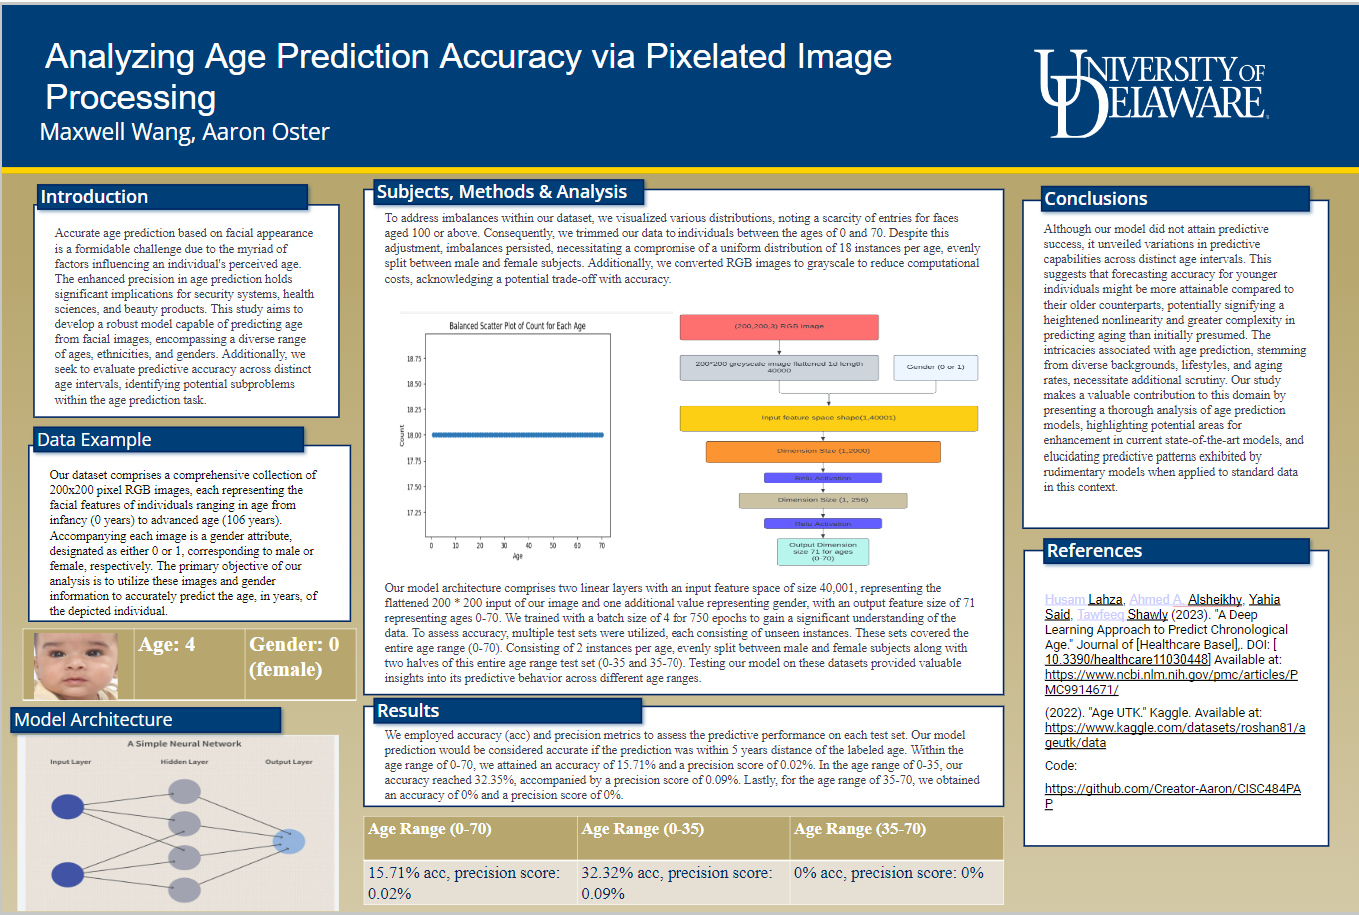 Analyzing Age Prediction Accuracy via Pixelated Image
Processing
Maxwell Wang, Aaron Oster
UNIVERSITY OF
DELAWARE
Introduction
Accurate age prediction based on facial appearance
is a formidable challenge due to the myriad of
factors influencing an individual's perceived age.
The enhanced precision in age prediction holds
significant implications for security systems, health
sciences, and beauty products. This study aims to
develop a robust model capable of predicting age
from facial images, encompassing a diverse range
of ages, ethnicities, and genders. Additionally, we
seek to evaluate predictive accuracy across distinct
age intervals, identifying potential subproblems
within the age prediction task.
Data Example
Our dataset comprises a comprehensive collection of
200x200 pixel RGB images, each representing the
facial features of individuals ranging in age from
infancy (0 years) to advanced age (106 years).
Accompanying each image is a gender attribute,
designated as either 0 or 1, corresponding to male or
female, respectively. The primary objective of our
analysis is to utilize these images and gender
information to accurately predict the age, in years, of
the depicted individual.
Age: 4
Gender: 0
(female)
Model Architecture
A Simple Neural Network
Input Layer
Hidden Layer
Output Layer
Subjects, Methods & Analysis
To address imbalances within our dataset, we visualized various distributions, noting a scarcity of entries for faces
aged 100 or above. Consequently, we trimmed our data to individuals between the ages of 0 and 70. Despite this
adjustment, imbalances persisted, necessitating a compromise of a uniform distribution of 18 instances per age, evenly
split between male and female subjects. Additionally, we converted RGB images to grayscale to reduce computational
costs, acknowledging a potential trade-off with accuracy.
Balanced Scatter Plot of Count for Each Age
18.75
18.50
18.25
18.00
17.75
17.50
17.25
Count
0 10 20 30 40 50 60 70
Age
(200,200,3) RGB image
200*200 greyscale image flattened 1d length
40000
Gender (0 or 1)
Input feature space shape(1,40001)
Dimension Size (1,2000)
Relu Activation
Dimension Size (1, 256)
Relu Activation
Output Dimension
size 71 for ages
(0-70)
Our model architecture comprises two linear layers with an input feature space of size 40,001, representing the
flattened 200 * 200 input of our image and one additional value representing gender, with an output feature size of 71
representing ages 0-70. We trained with a batch size of 4 for 750 epochs to gain a significant understanding of the
data. To assess accuracy, multiple test sets were utilized, each consisting of unseen instances. These sets covered the
entire age range (0-70). Consisting of 2 instances per age, evenly split between male and female subjects along with
two halves of this entire age range test set (0-35 and 35-70). Testing our model on these datasets provided valuable
insights into its predictive behavior across different age ranges.
Results
We employed accuracy (acc) and precision metrics to assess the predictive performance on each test set. Our model
prediction would be considered accurate if the prediction was within 5 years distance of the labeled age. Within the
age range of 0-70, we attained an accuracy of 15.71% and a precision score of 0.02%. In the age range of 0-35, our
accuracy reached 32.35%, accompanied by a precision score of 0.09%. Lastly, for the age range of 35-70, we obtained
an accuracy of 0% and a precision score of 0%.
Age Range (0-70)
Age Range (0-35)
Age Range (35-70)
15.71% acc, precision score:
0.02%
32.32% acc, precision score:
0.09%
0% acc, precision score: 0%
Conclusions
Although our model did not attain predictive
success, it unveiled variations in predictive
capabilities across distinct age intervals. This
suggests that forecasting accuracy for younger
individuals might be more attainable compared to
their older counterparts, potentially signifying a
heightened nonlinearity and greater complexity in
predicting aging than initially presumed. The
intricacies associated with age prediction, stemming
from diverse backgrounds, lifestyles, and aging
rates, necessitate additional scrutiny. Our study
makes a valuable contribution to this domain by
presenting a thorough analysis of age prediction
models, highlighting potential areas for
enhancement in current state-of-the-art models, and
elucidating predictive patterns exhibited by
rudimentary models when applied to standard data
in this context.
References
Husam Lahza, Ahmed A. Alsheikhy, Yahia
Said, Tawfeeq Shawly (2023). "A Deep
Learning Approach to Predict Chronological
Age." Journal of [Healthcare Basel],. DOI: [
10.3390/healthcare11030448] Available at:
https://www.ncbi.nlm.nih.gov/pmc/articles/P
MC9914671/
(2022). "Age UTK." Kaggle. Available at:
https://www.kaggle.com/datasets/roshan81/a
geutk/data
Code:
https://github.com/Creator-Aaron/CISC484PA
P